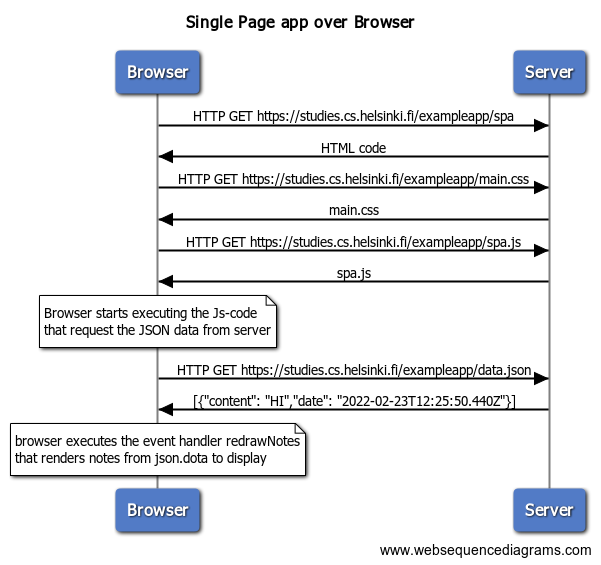 Single Page app over Browser
Browser
Server
HTTP GET https://studies.cs.helsinki.fi/exampleapp/spa
HTML code
HTTP GET https://studies.cs.helsinki.fi/exampleapp/main.css
main.css
HTTP GET https://studies.cs.helsinki.fi/exampleapp/spa.js
spa.js
Browser starts executing the Js-code
that request the JSON data from server
HTTP GET https://studies.cs.helsinki.fi/exampleapp/data.json
[{"content": "HI","date": "2022-02-23T12:25:50.440Z"}]
browser executes the event handler redrawNotes
that renders notes from json.dota to display
Browser
Server
www.websequencediagrams.com